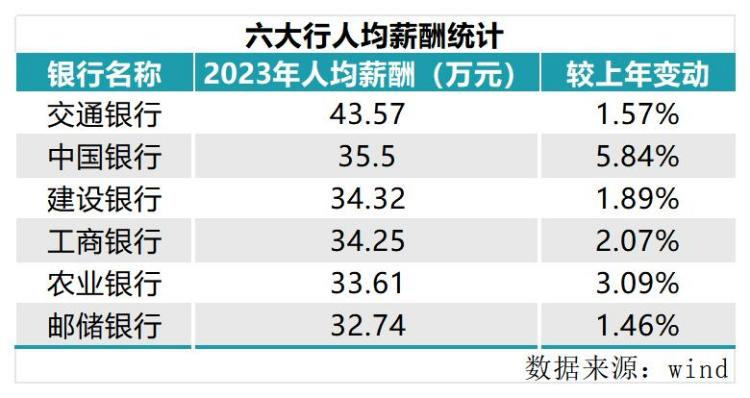 六大行人均薪酬统计
银行名称 2023年人均薪酬（万元） 较上年变动
交通银行 43.57 1.57%
中国银行 35.5 5.84%
建设银行 34.32 1.89%
工商银行 34.25 2.07%
农业银行 33.61 3.09%
邮储银行 32.74 1.46%
数据来源：wind